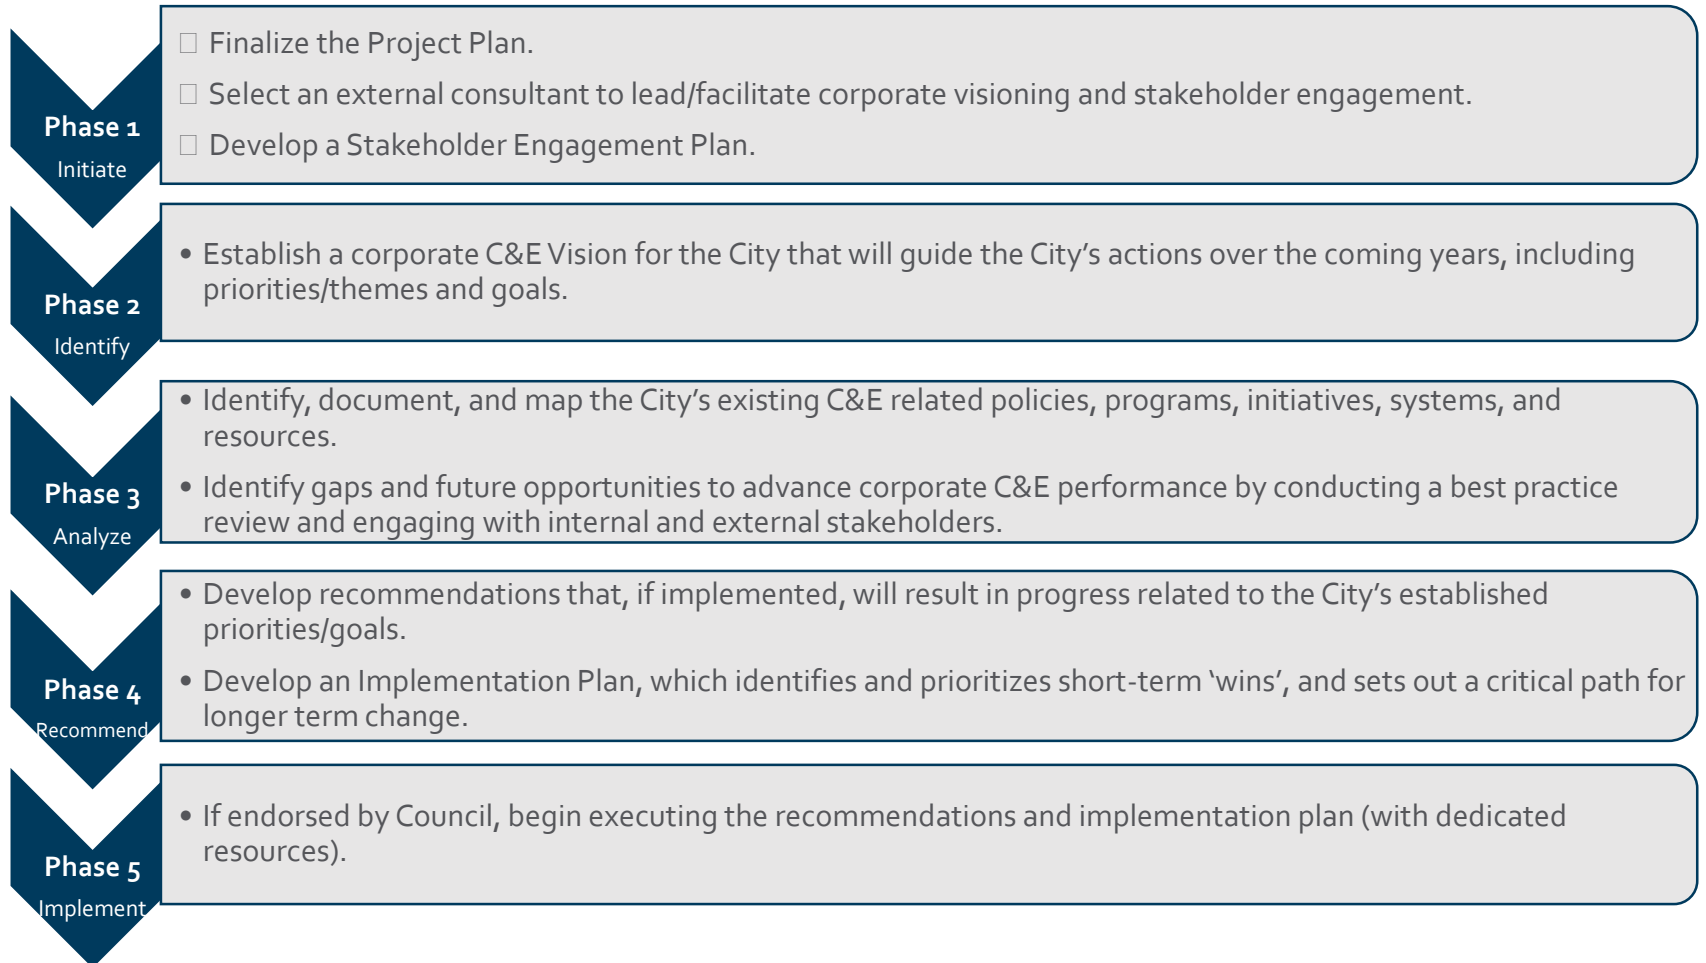 Phase 1
Initiate
□ Finalize the Project Plan.
□ Select an external consultant to lead/facilitate corporate visioning and stakeholder engagement.
□ Develop a Stakeholder Engagement Plan.
Phase 2
Identify
• Establish a corporate C&E Vision for the City that will guide the City’s actions over the coming years, including
priorities/themes and goals.
Phase 3
Analyze
• Identify, document, and map the City’s existing C&E related policies, programs, initiatives, systems, and
resources.
• Identify gaps and future opportunities to advance corporate C&E performance by conducting a best practice
review and engaging with internal and external stakeholders.
Phase 4
Recommend
• Develop recommendations that, if implemented, will result in progress related to the City’s established
priorities/goals.
• Develop an Implementation Plan, which identifies and prioritizes short-term ‘wins’, and sets out a critical path for
longer term change.
Phase 5
Implement
• If endorsed by Council, begin executing the recommendations and implementation plan (with dedicated
resources).